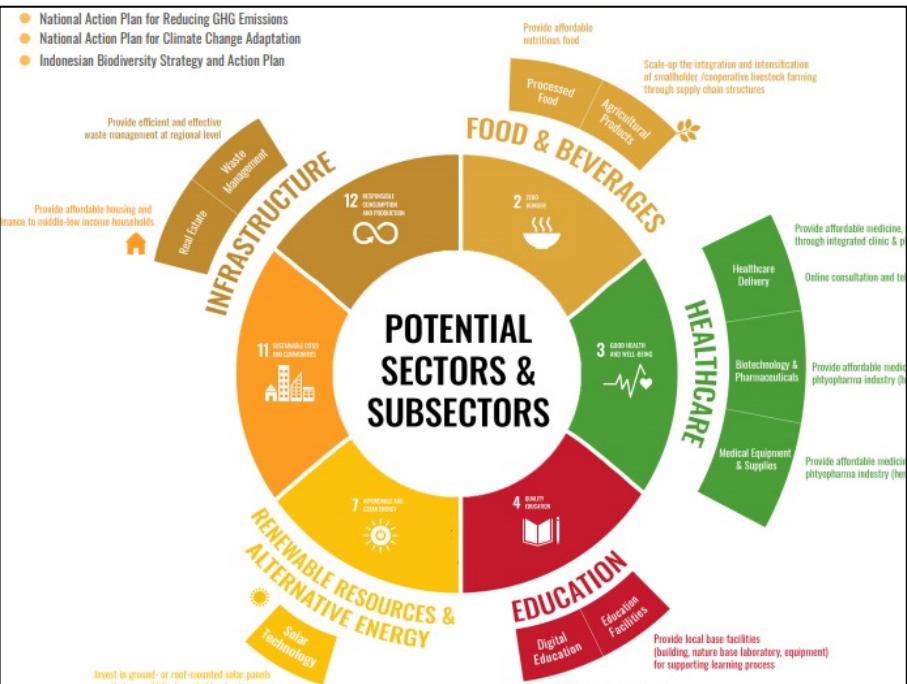 National Action Plan for Reducing GHG Emissions
National Action Plan for Climate Change Adaptation
Indonesian Biodiversity Strategy and Action Plan
Provide affordable
nutritious food
Scale-up the integration and intensification
of smallholder /cooperative livestock farming
through supply chain structures
Processed
Food
Agricultural
Products
FOOD & BEVERAGES
Provide efficient and effective
waste management at regional level
Waste
Management
Real Estate
Provide affordable housing and
inance to middle-low income households
INFRASTRUCTURE
12 RESPONSIBLE
CONSUMPTION
AND PRODUCTION
2 ZERO
HUNGER
11 SUSTAINABLE CITIES
AND COMMUNITIES
3 GOOD HEALTH
AND WELL-BEING
7 AFFORDABLE AND
CLEAN ENERGY
4 QUALITY
EDUCATION
POTENTIAL
SECTORS &
SUBSECTORS
HEALTHCARE
Healthcare
Delivery
Provide affordable medicine,
through integrated clinic & p
Online consultation and te
Biotechnology &
Pharmaceuticals
Provide affordable medic
phtyopharma industry (h
Medical Equipment
& Supplies
Provide affordable medicin
phtyopharma industry (her
EDUCATION
Digital
Education
Education
Facilities
Provide local base facilities
(building, nature base laboratory, equipment)
for supporting learning process
RENEWABLE RESOURCES &
ALTERNATIVE ENERGY
Solar
Technology
Invest in ground- or roof-mounted solar panels